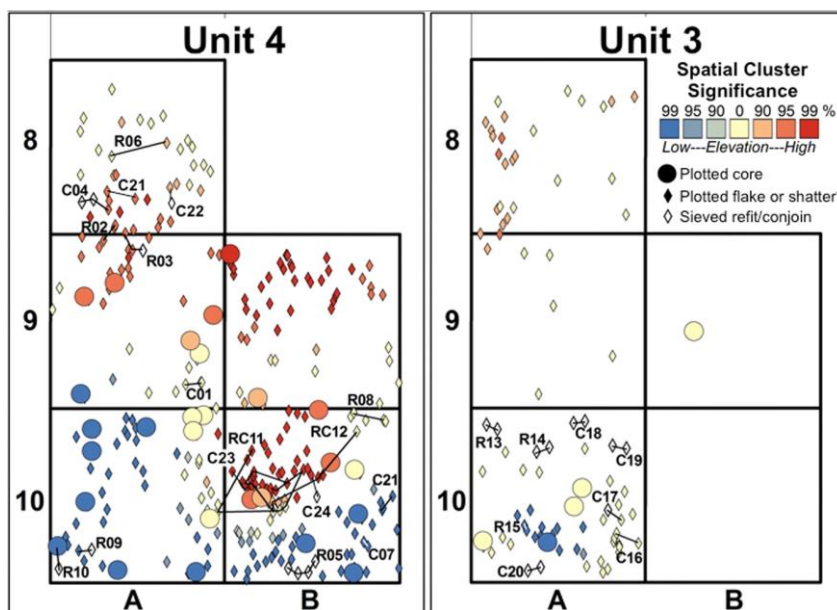 Unit 4
Unit 3
Spatial Cluster
Significance
99 95 90 0 90 95 99 %
Low---Elevation---High
Plotted core
Plotted flake or shatter
Sieved refit/conjoin
8
R06
C04
C21
C22
R02
R03
9
C01
R08
10
RC11
RC12
C23
C24
C21
R09
R10
R05
C07
A
B
8
9
10
R13
R14
C18
C19
C17
R15
C16
C20
A
B